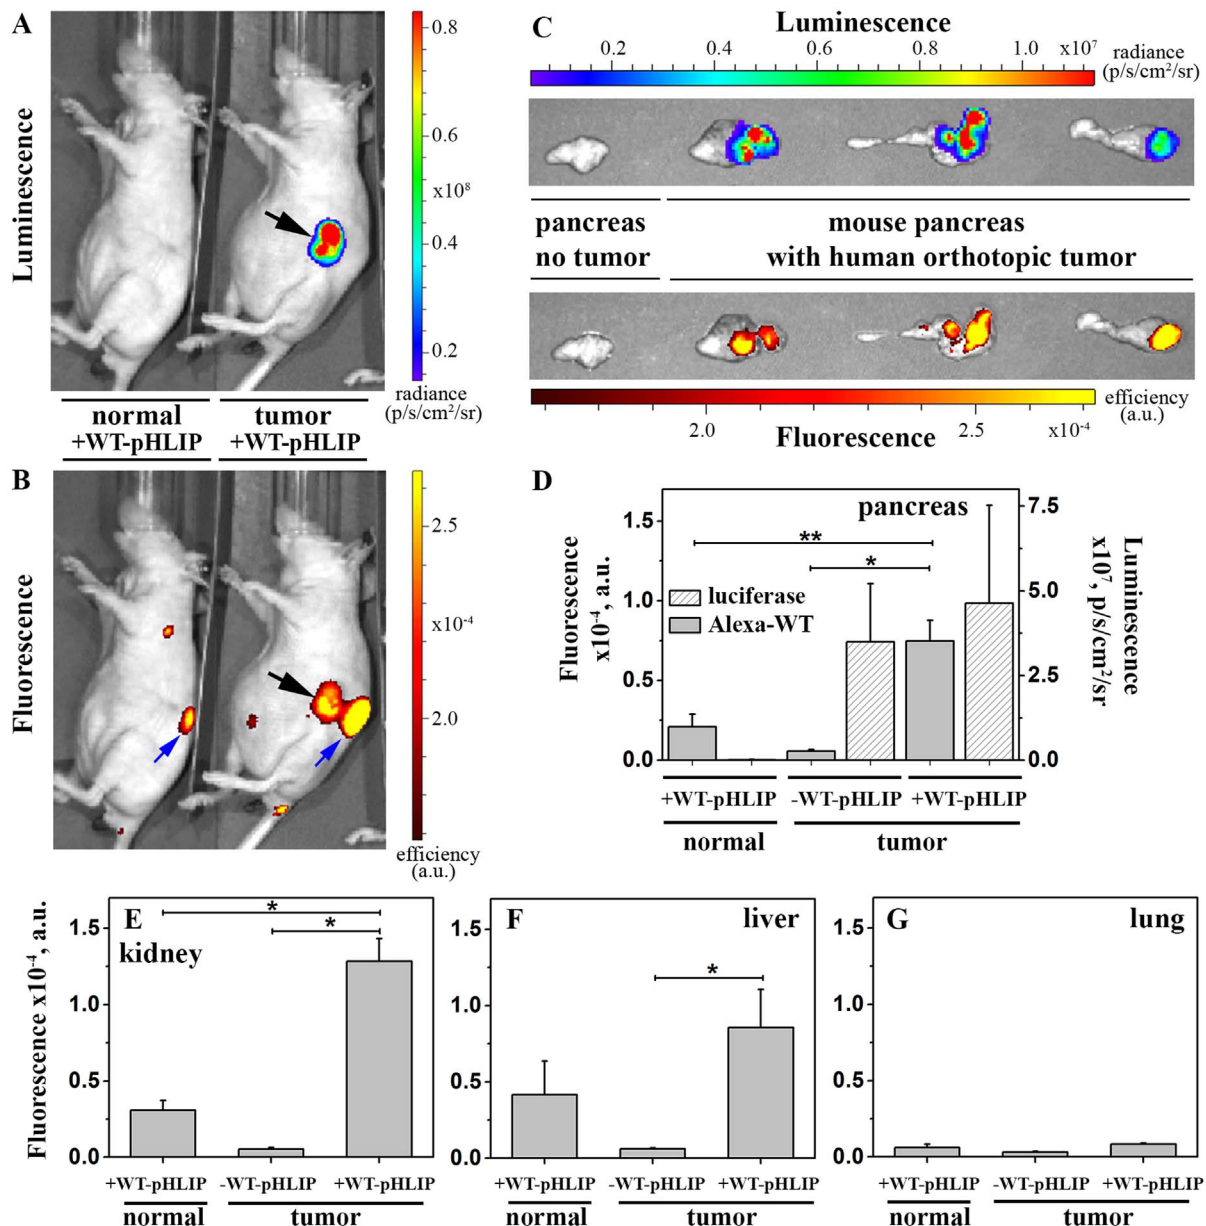 A
Luminescence
0.8
0.6
x10⁸
0.4
0.2
radiance
(p/s/cm²/sr)
normal
+WT-pHLIP
tumor
+WT-pHLIP
B
Fluorescence
2.5
x10⁻⁴
2.0
efficiency
(a.u.)
C
Luminescence
0.2 0.4 0.6 0.8 1.0 x10⁷
radiance
(p/s/cm²/sr)
pancreas
no tumor
mouse pancreas
with human orthotopic tumor
efficiency
(a.u.)
2.0 2.5 x10⁻⁴
Fluorescence
D
pancreas
Fluorescence
x10⁻⁴, a.u.
1.5
1.0
0.5
0.0
**
*
luciferase
Alexa-WT
7.5
5.0
2.5
0.0
Luminescence
x10⁷, p/s/cm²/sr
+WT-pHLIP -WT-pHLIP +WT-pHLIP
normal tumor
E
kidney
Fluorescence x10⁻⁴, a.u.
1.5
1.0
0.5
0.0
*
*
+WT-pHLIP -WT-pHLIP +WT-pHLIP
normal tumor
F
liver
1.5
1.0
0.5
0.0
*
+WT-pHLIP -WT-pHLIP +WT-pHLIP
normal tumor
G
lung
1.5
1.0
0.5
0.0
+WT-pHLIP -WT-pHLIP +WT-pHLIP
normal tumor